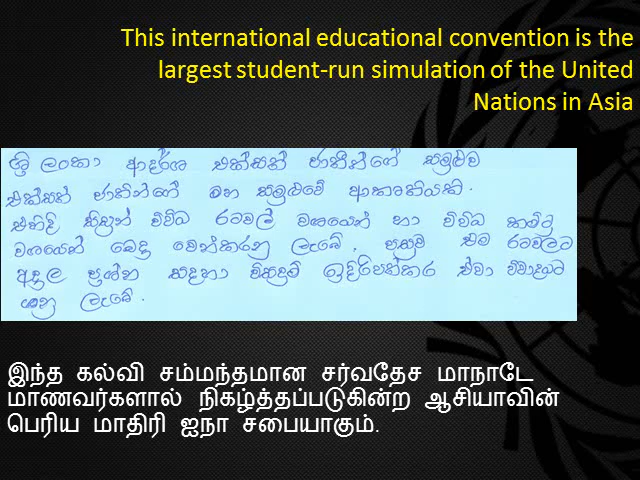 This international educational convention is the
largest student-run simulation of the United
Nations in Asia
ශ්‍රී ලංකා ආදර්ශ එක්සත් ජාතීන්ගේ සමුළුව
එක්සත් ජාතීන්ගේ මහා සමුළුවේ ආකෘතියකි.
එහිදී සිසුන් විවිධ රටවල් වශයෙන් හා විවිධ කමිටු
වශයෙන් බෙදා වෙන්කරනු ලැබේ. පසුව එම රටවලට
අදාල ප්‍රශ්න සඳහා විසඳුම් ඉදිරිපත්කර ඒවා විවාදයට
ගනු ලැබේ.
இந்த கல்வி சம்மந்தமான சர்வதேச மாநாடே
மாணவர்களால் நிகழ்த்தப்படுகின்ற ஆசியாவின்
பெரிய மாதிரி ஐநா சபையாகும்.